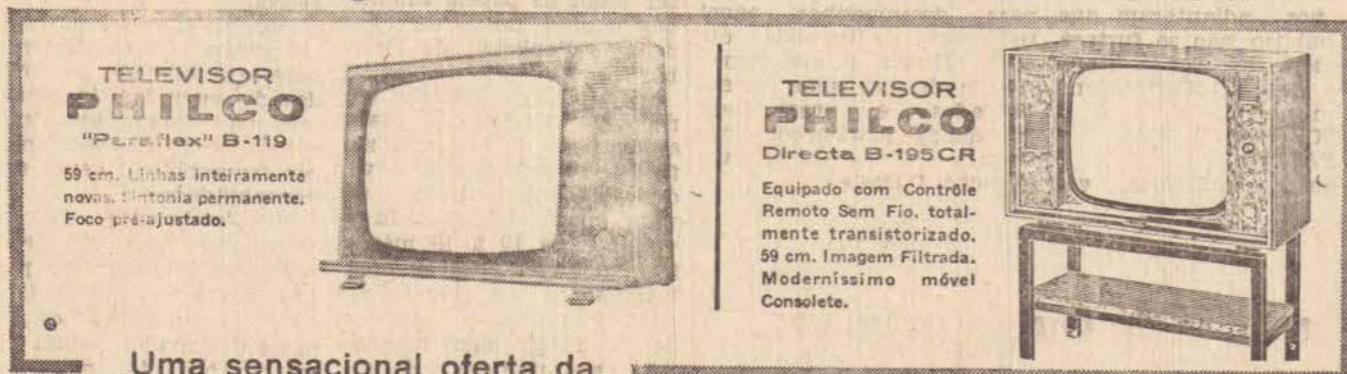 TELEVISOR
PHILCO
"Paraflex" B-119
59 cm. Linhas inteiramente
novas. Sintonia permanente.
Foco pré-ajustado.
TELEVISOR
PHILCO
Directa B-195CR
Equipado com Contrôle
Remoto Sem Fio, total-
mente transistorizado.
59 cm. Imagem Filtrada.
Moderníssimo móvel
Consolete.
Uma sensacional oferta da